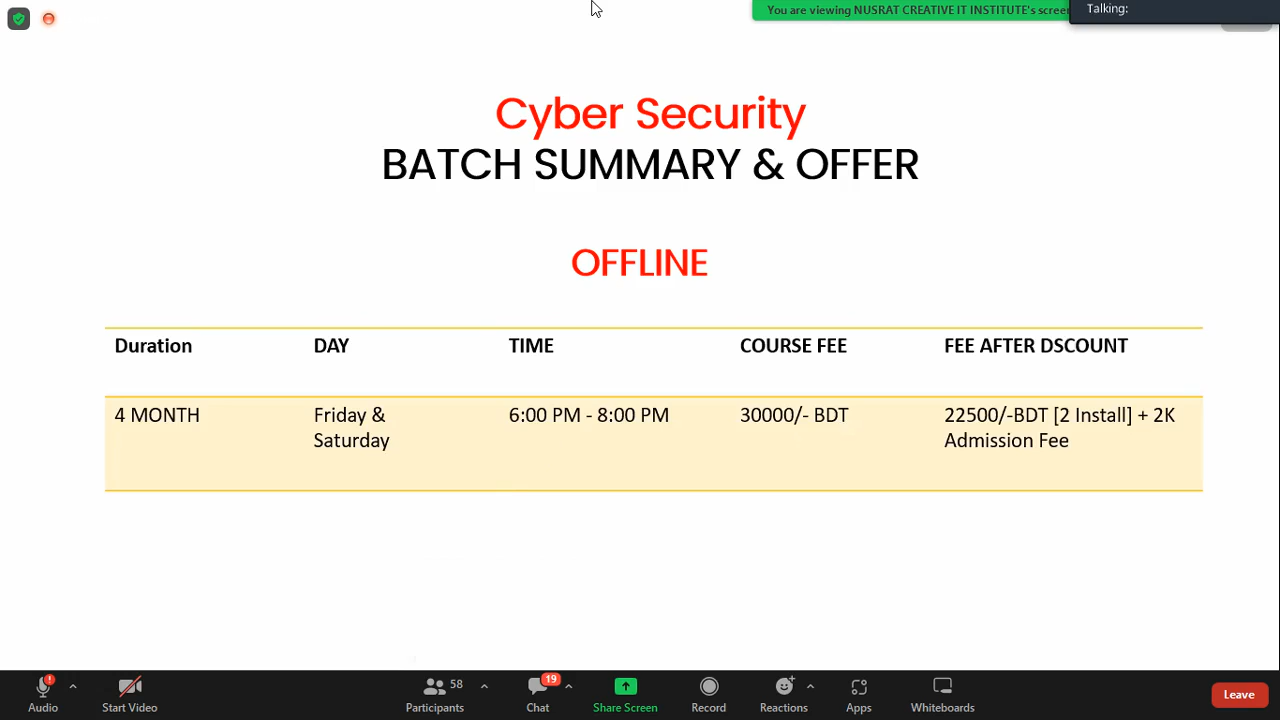 You are viewing NUSRAT CREATIVE IT INSTITUTE's screen
Talking:
Cyber Security
BATCH SUMMARY & OFFER
OFFLINE
Duration DAY TIME COURSE FEE FEE AFTER DSCOUNT
4 MONTH Friday & 6:00 PM - 8:00 PM 30000/- BDT 22500/-BDT [2 Install] + 2K
Saturday Admission Fee
58 19
Audio Start Video Participants Chat Share Screen Record Reactions Apps Whiteboards Leave